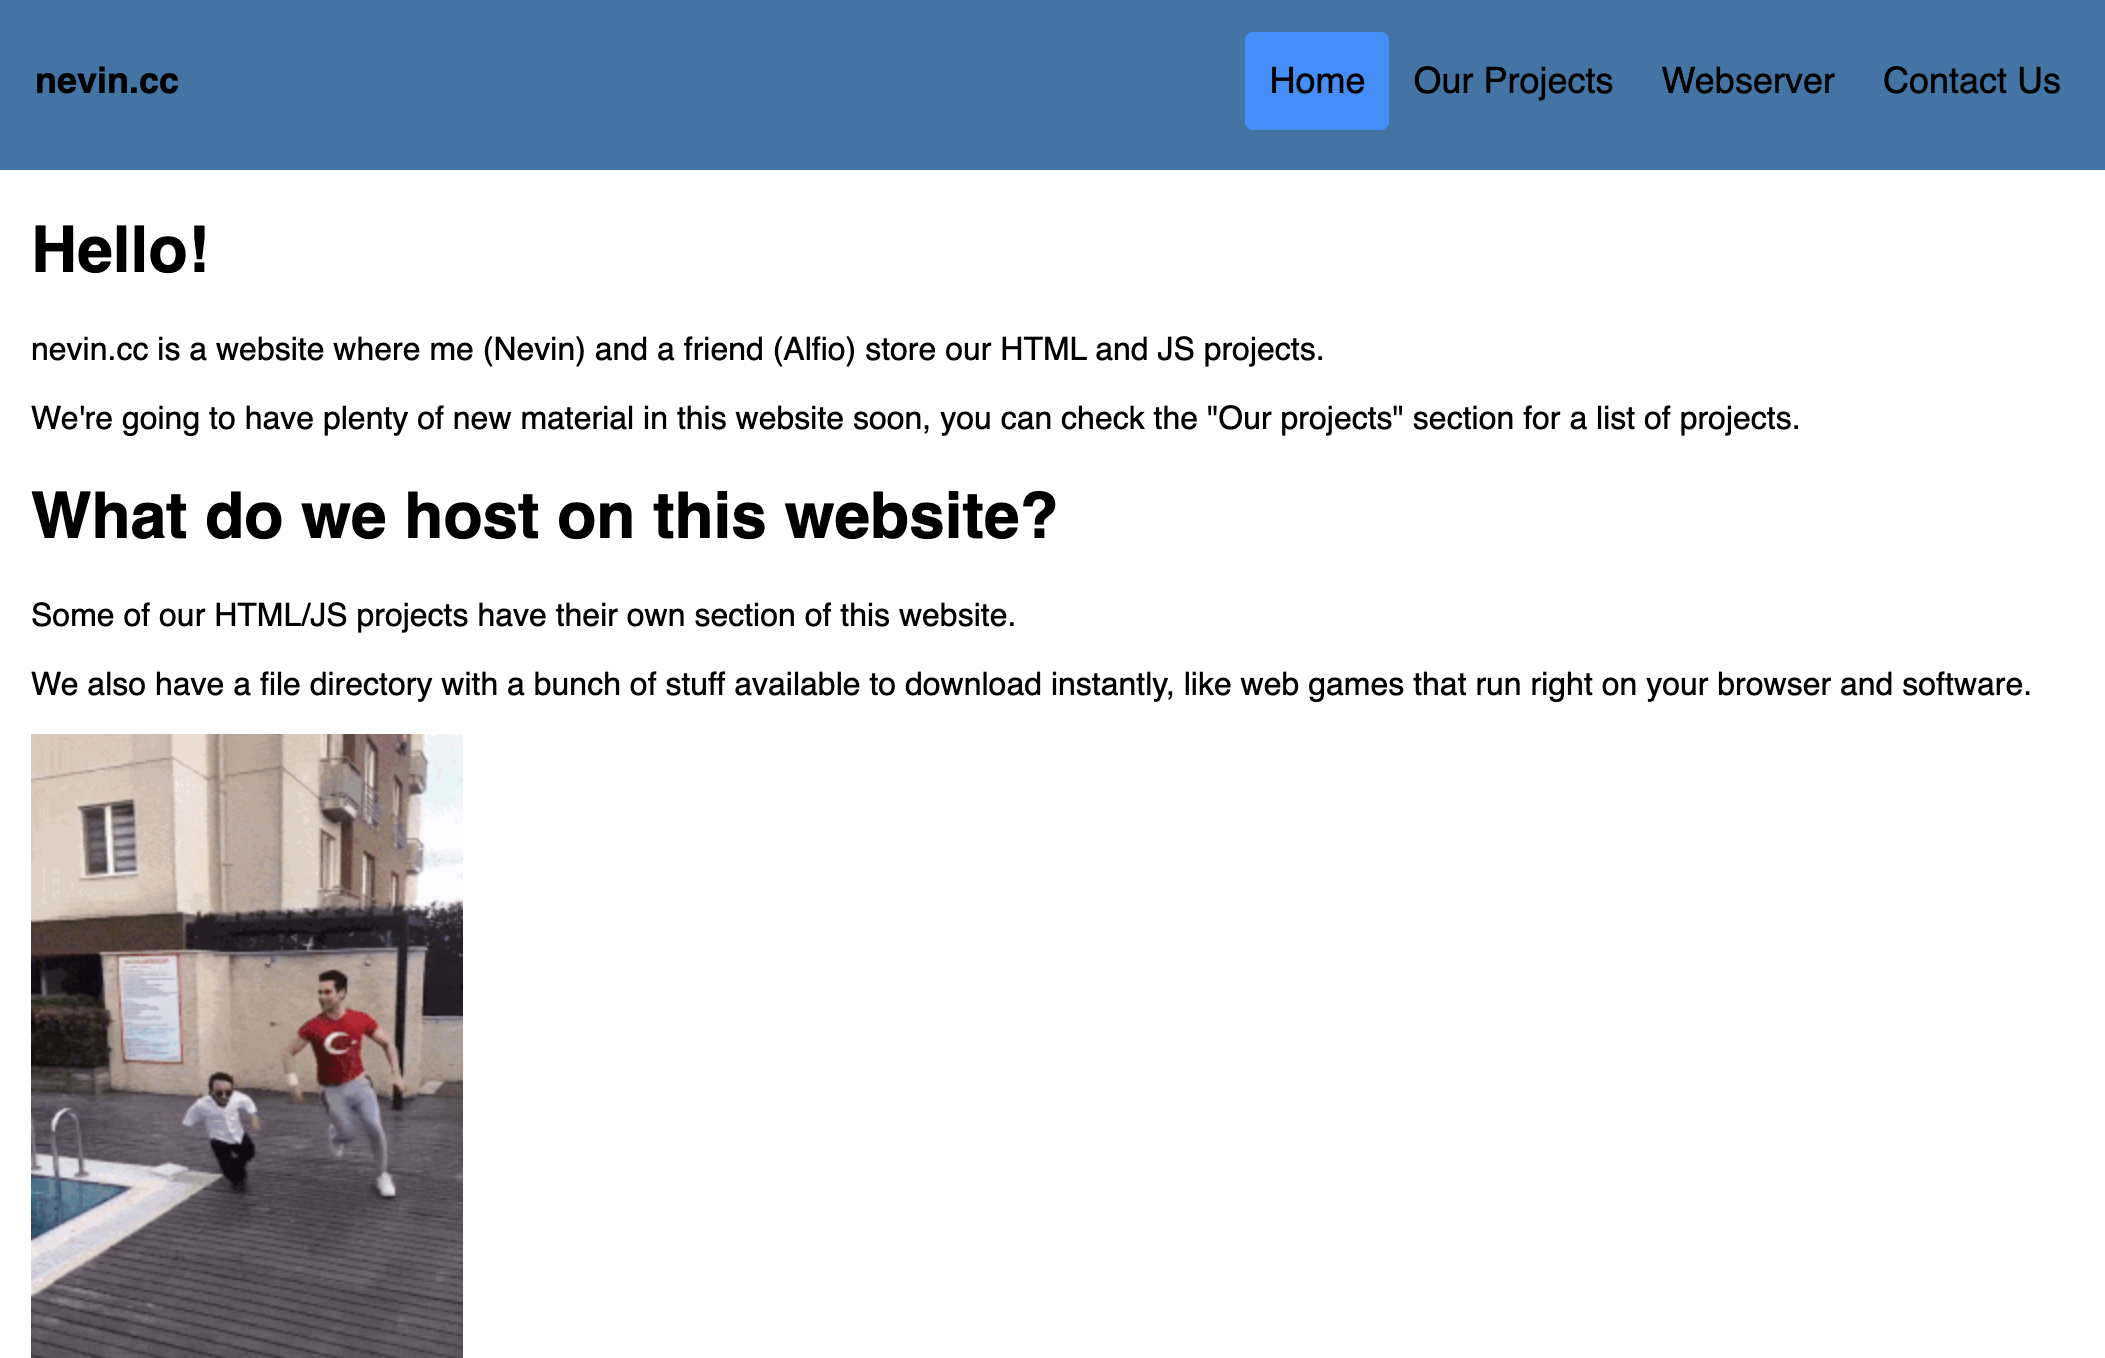 nevin.cc
Home
Our Projects
Webserver
Contact Us
Hello!
nevin.cc is a website where me (Nevin) and a friend (Alfio) store our HTML and JS projects.
We're going to have plenty of new material in this website soon, you can check the "Our projects" section for a list of projects.
What do we host on this website?
Some of our HTML/JS projects have their own section of this website.
We also have a file directory with a bunch of stuff available to download instantly, like web games that run right on your browser and software.